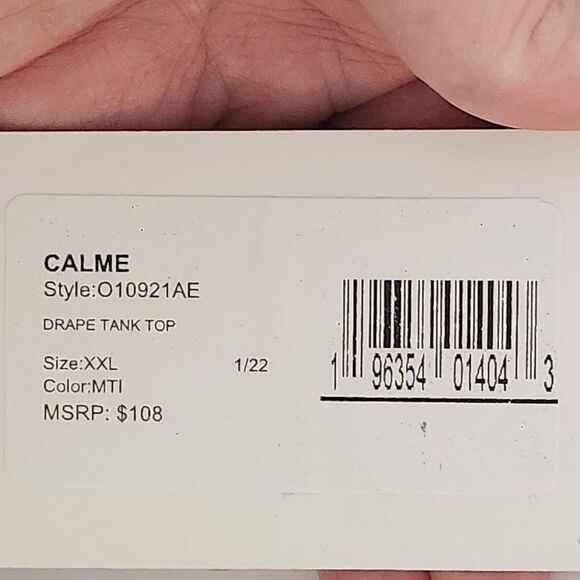 CALME
Style:O10921AE
DRAPE TANK TOP
Size:XXL 1/22
Color:MTI
MSRP: $108
1 96354 01404 3